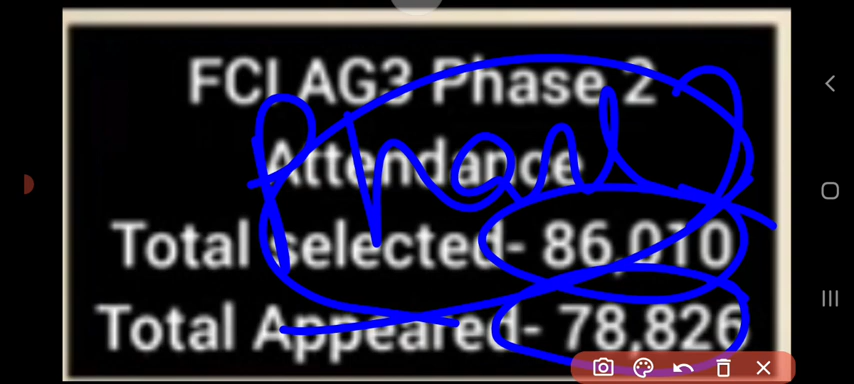 FCI AG3 Phase 2
Attendance
Total selected- 86,010
Total Appeared- 78,826